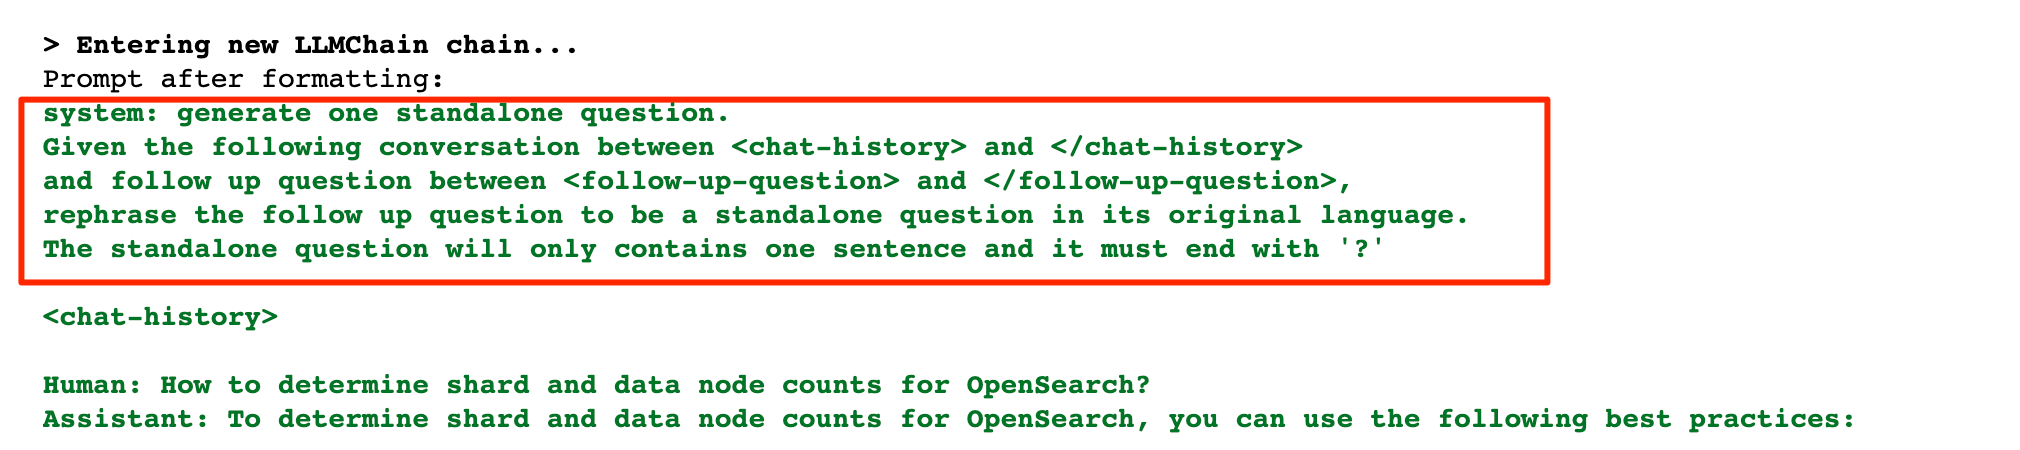 > Entering new LLMChain chain...
Prompt after formatting:
system: generate one standalone question.
Given the following conversation between <chat-history> and </chat-history>
and follow up question between <follow-up-question> and </follow-up-question>,
rephrase the follow up question to be a standalone question in its original language.
The standalone question will only contains one sentence and it must end with '?'
<chat-history>
Human: How to determine shard and data node counts for OpenSearch?
Assistant: To determine shard and data node counts for OpenSearch, you can use the following best practices: